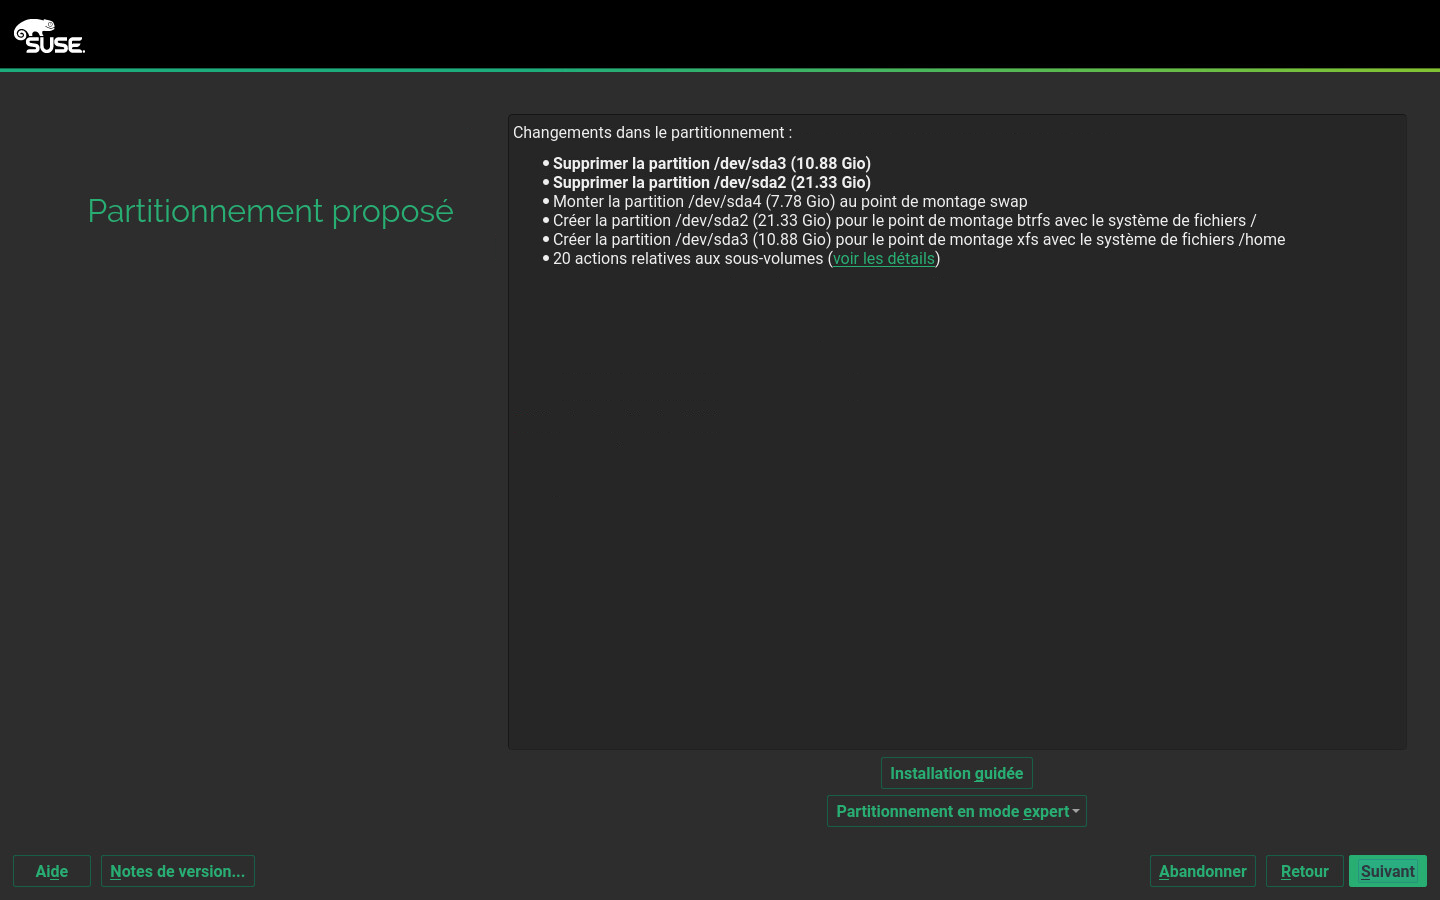 SUSE.
Changements dans le partitionnement :
Supprimer la partition /dev/sda3 (10.88 Gio)
Supprimer la partition /dev/sda2 (21.33 Gio)
Monter la partition /dev/sda4 (7.78 Gio) au point de montage swap
Créer la partition /dev/sda2 (21.33 Gio) pour le point de montage btrfs avec le système de fichiers /
Créer la partition /dev/sda3 (10.88 Gio) pour le point de montage xfs avec le système de fichiers /home
20 actions relatives aux sous-volumes (voir les détails)
Partitionnement proposé
Installation guidée
Partitionnement en mode expert
Aide
Notes de version...
Abandonner
Retour
Suivant